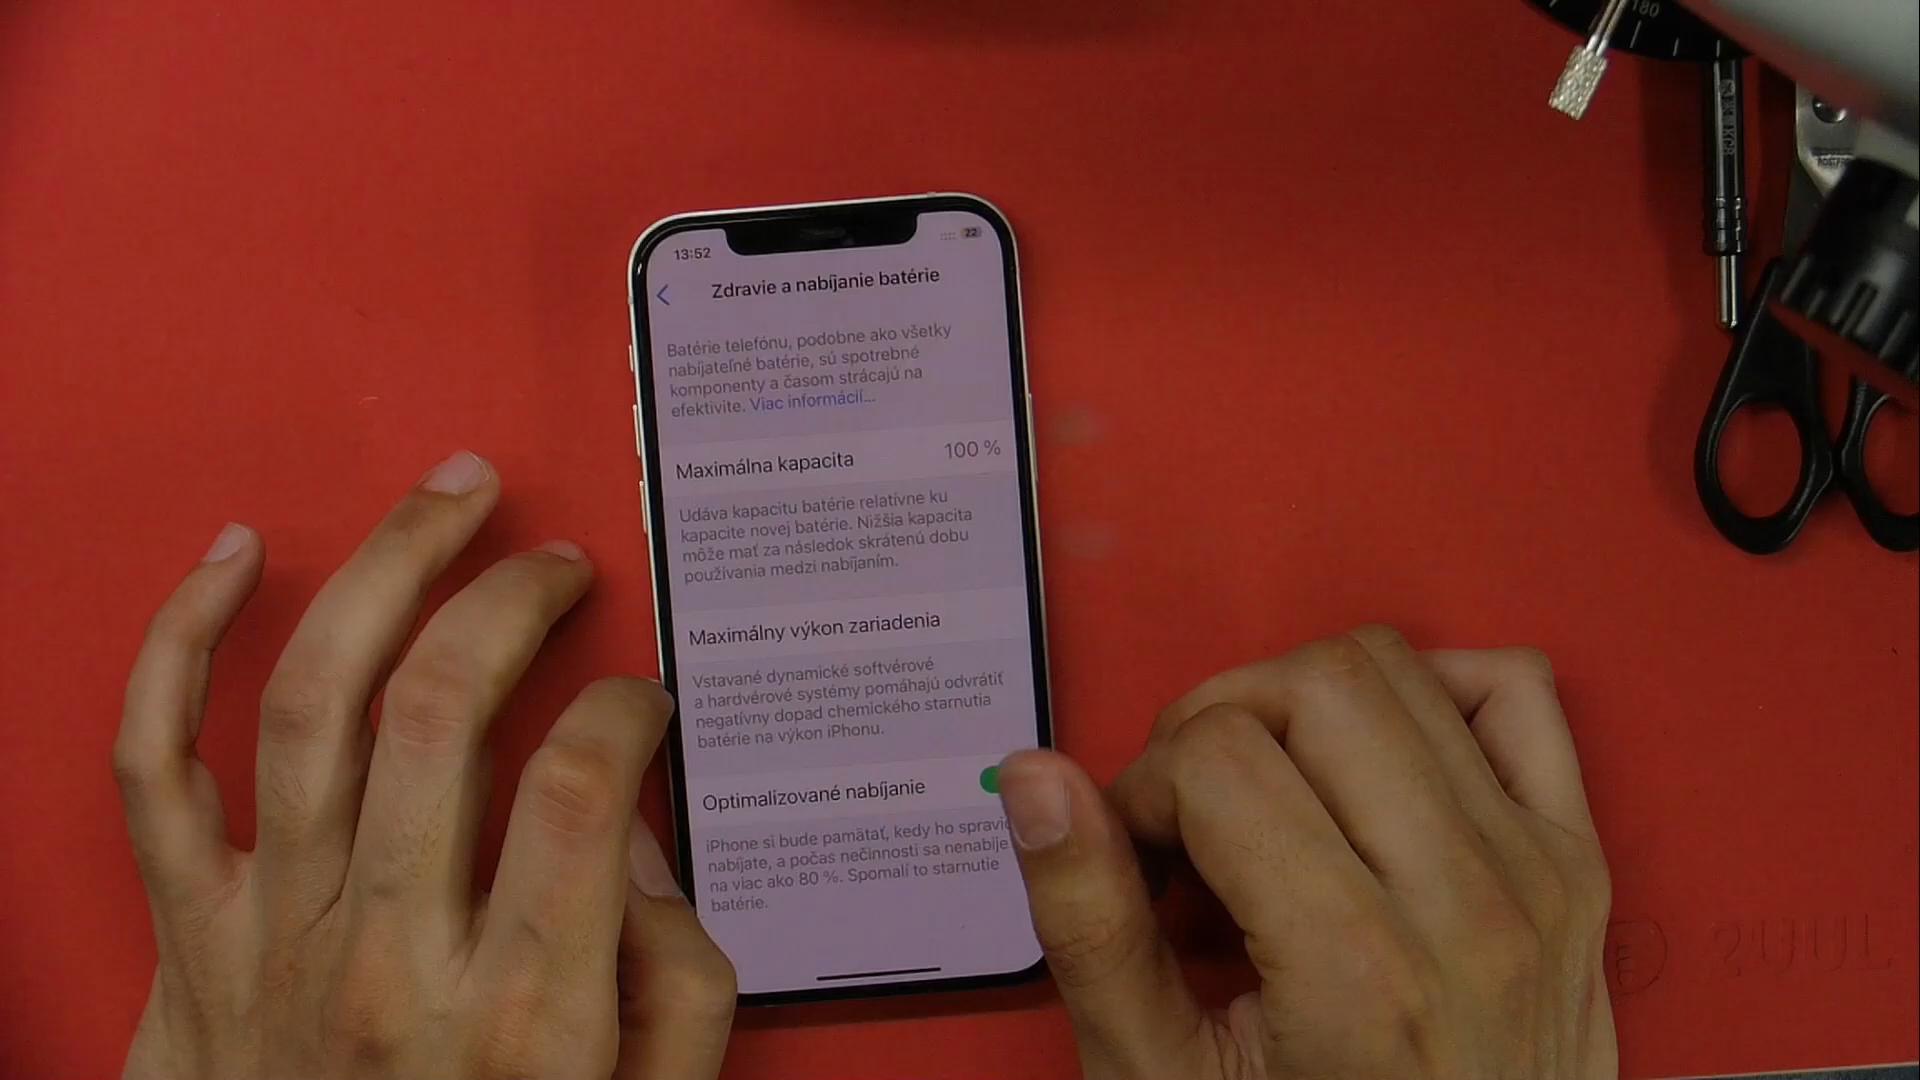 180
13:52
22
Zdravie a nabíjanie batérie
Batérie telefónu, podobne ako všetky
nabíjateľné batérie, sú spotrebné
komponenty a časom strácajú na
efektivite. Viac informácií...
Maximálna kapacita 100 %
Udáva kapacitu batérie relatívne ku
kapacite novej batérie. Nižšia kapacita
môže mať za následok skrátenú dobu
používania medzi nabíjaním.
Maximálny výkon zariadenia
Vstavané dynamické softvérové
a hardvérové systémy pomáhajú odvrátiť
negatívny dopad chemického starnutia
batérie na výkon iPhonu.
Optimalizované nabíjanie
iPhone si bude pamätať, kedy ho
nabíjate, a počas nečinnosti sa nenabije
na viac ako 80 %. Spomalí to starnutie
batérie.